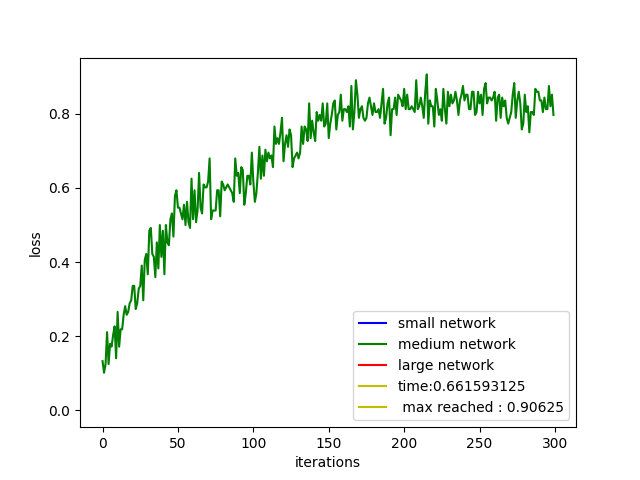 0.8
0.6
0.4
0.2
0.0
loss
small network
medium network
large network
time:0.661593125
max reached : 0.90625
0 50 100 150 200 250 300
iterations